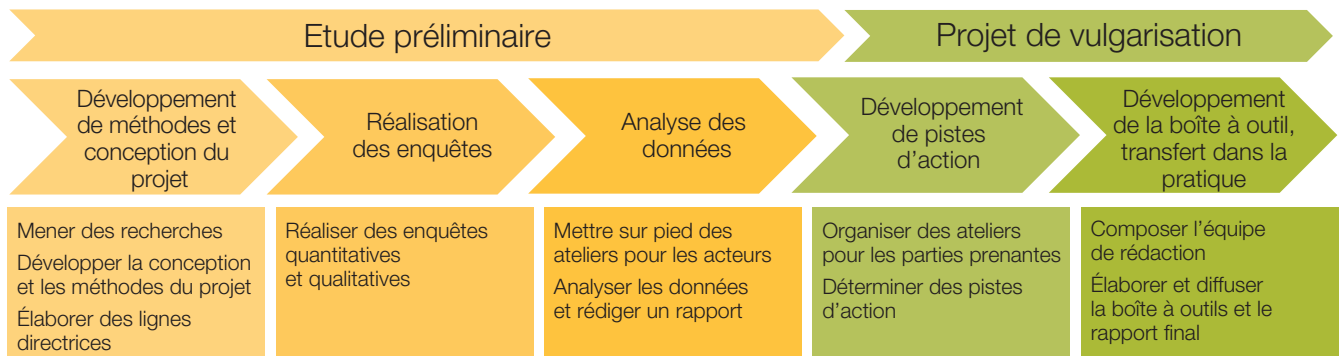 Etude préliminaire
Projet de vulgarisation
Développement
de méthodes et
conception du
projet
Réalisation
des enquêtes
Analyse des
données
Développement
de pistes
d'action
Développement
de la boîte à outil,
transfert dans la
pratique
Mener des recherches
Développer la conception
et les méthodes du projet
Élaborer des lignes
directrices
Réaliser des enquêtes
quantitatives
et qualitatives
Mettre sur pied des
ateliers pour les acteurs
Analyser les données
et rédiger un rapport
Organiser des ateliers
pour les parties prenantes
Déterminer des pistes
d'action
Composer l'équipe
de rédaction
Élaborer et diffuser
la boîte à outils et le
rapport final